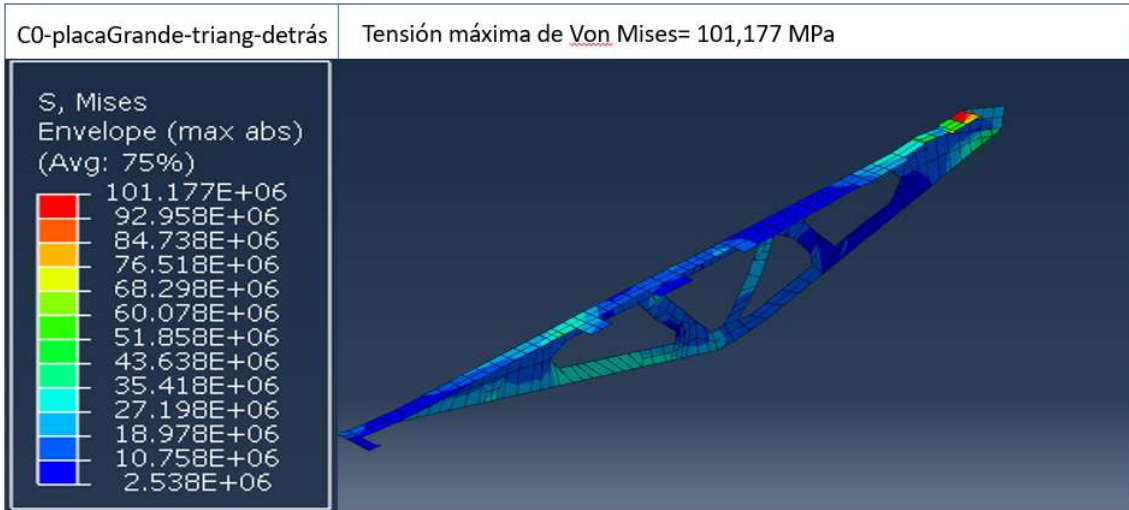 C0-placaGrande-triang-detrás
Tensión máxima de Von Mises= 101,177 MPa
S, Mises
Envelope (max abs)
(Avg: 75%)
101.177E+06
92.958E+06
84.738E+06
76.518E+06
68.298E+06
60.078E+06
51.858E+06
43.638E+06
35.418E+06
27.198E+06
18.978E+06
10.758E+06
2.538E+06